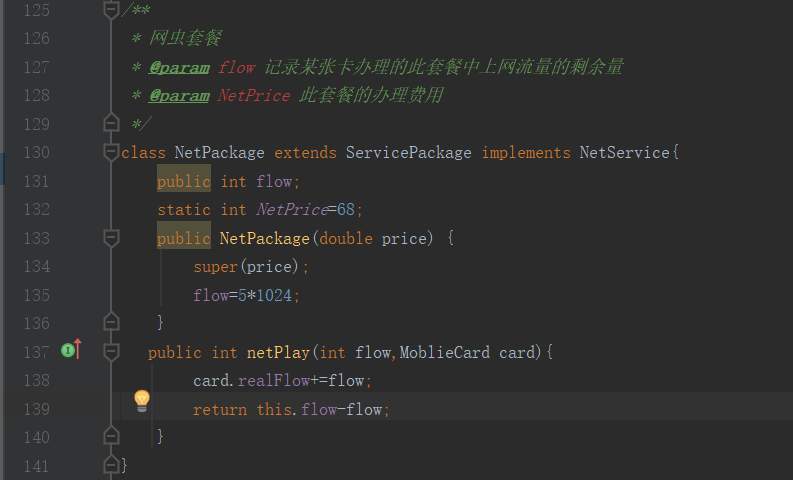 125 /**
126 * 网虫套餐
127 * @param flow 记录某张卡办理的此套餐中上网流量的剩余量
128 * @param NetPrice 此套餐的办理费用
129 */
130 class NetPackage extends ServicePackage implements NetService{
131 public int flow;
132 static int NetPrice=68;
133 public NetPackage(double price) {
134 super(price);
135 flow=5*1024;
136 }
137 public int netPlay(int flow,MoblieCard card){
138 card.realFlow+=flow;
139 return this.flow-flow;
140 }
141 }